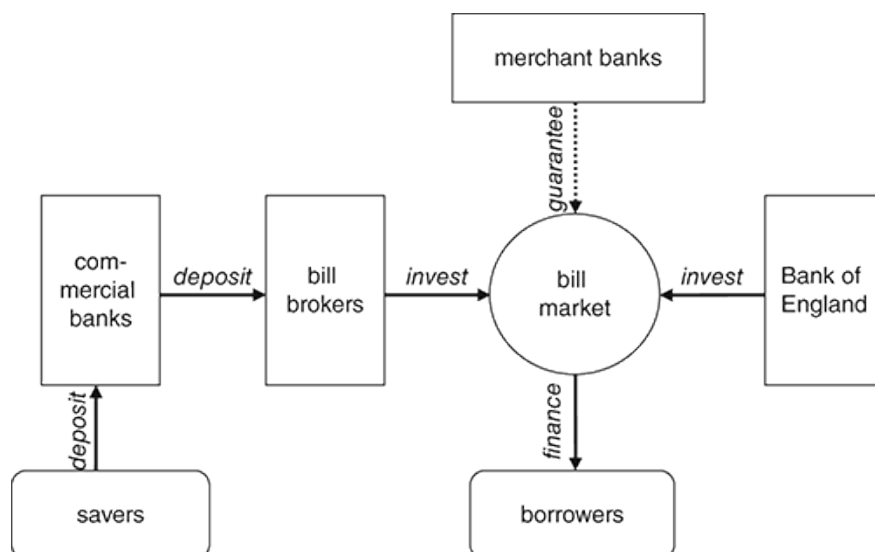 merchant banks
guarantee
com-
mercial
banks
deposit
bill
brokers
invest
bill
market
invest
Bank of
England
deposit
finance
savers
borrowers